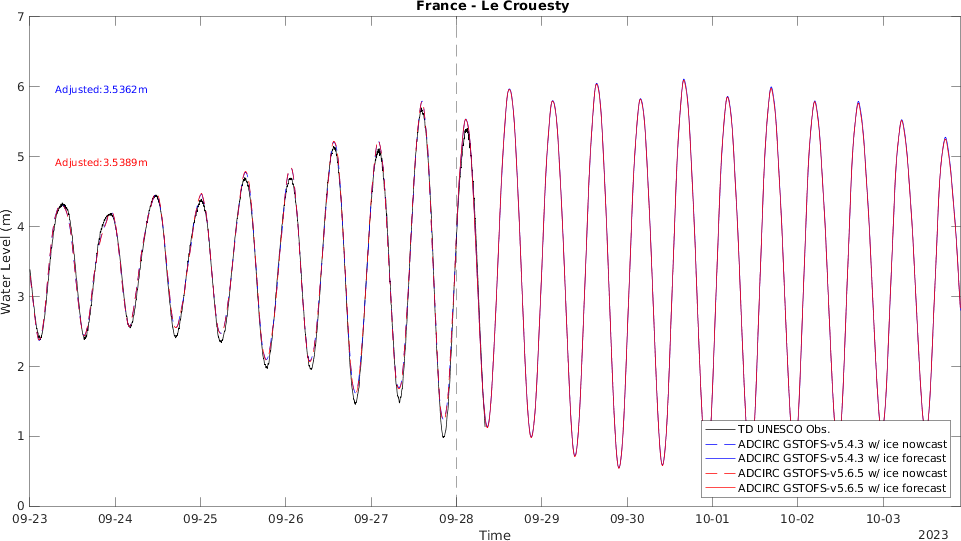 France - Le Crouesty
7
6
5
4
3
2
1
0
Water Level (m)
Adjusted:3.5362m
Adjusted:3.5389m
TD UNESCO Obs.
ADCIRC GSTOFS-v5.4.3 w/ ice nowcast
ADCIRC GSTOFS-v5.4.3 w/ ice forecast
ADCIRC GSTOFS-v5.6.5 w/ ice nowcast
ADCIRC GSTOFS-v5.6.5 w/ ice forecast
09-23 09-24 09-25 09-26 09-27 09-28 09-29 09-30 10-01 10-02 10-03
Time
2023